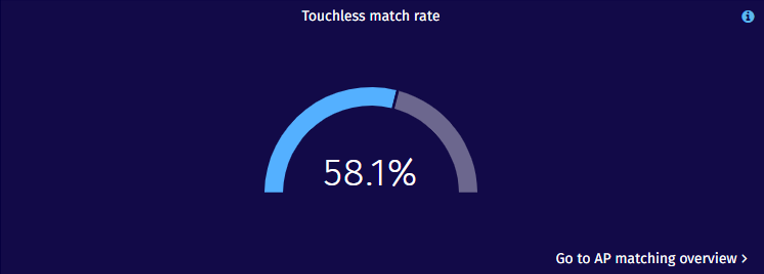 Touchless match rate
58.1%
Go to AP matching overview >